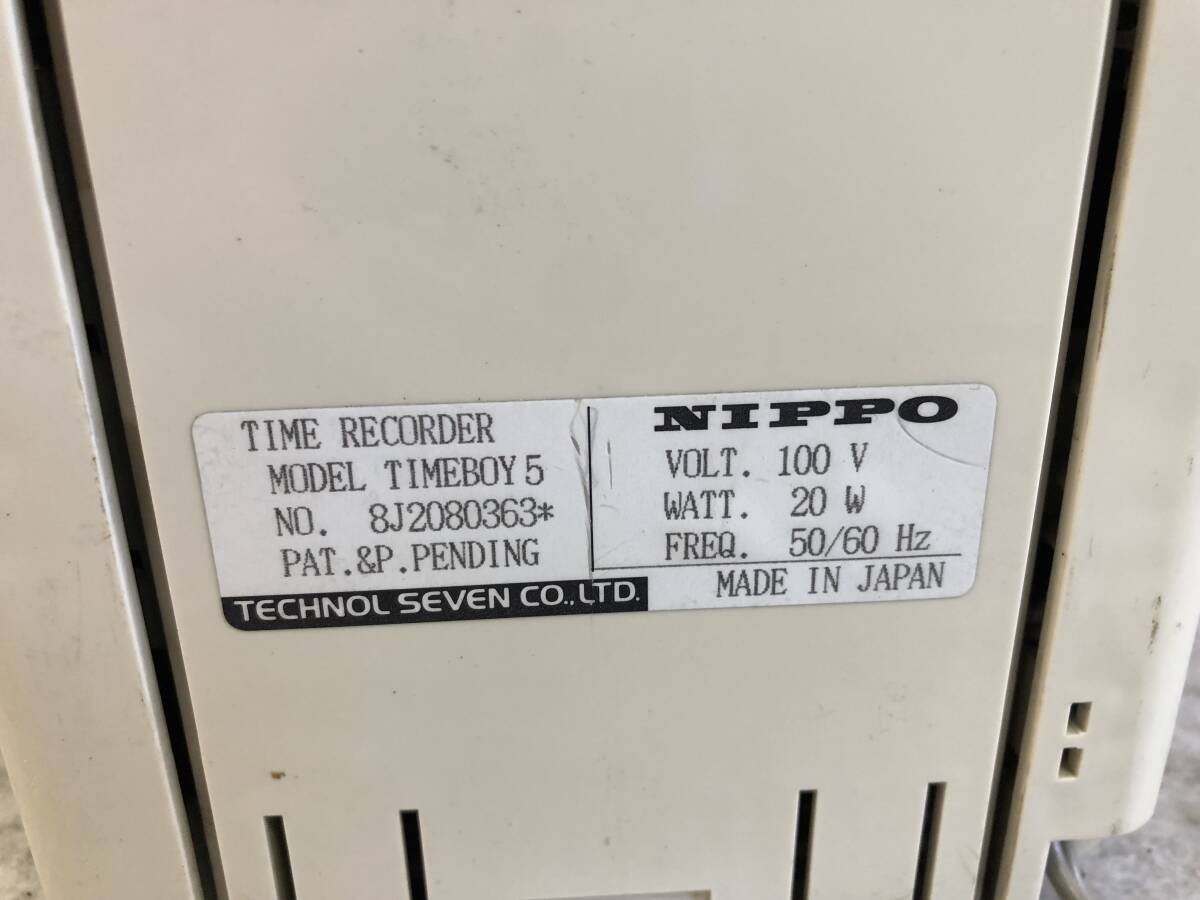 TIME RECORDER
MODEL TIMEBOY 5
NO. 8J2080363*
PAT.&P.PENDING
TECHNOL SEVEN CO.,LTD.
NIPPO
VOLT. 100 V
WATT. 20 W
FREQ. 50/60 Hz
MADE IN JAPAN